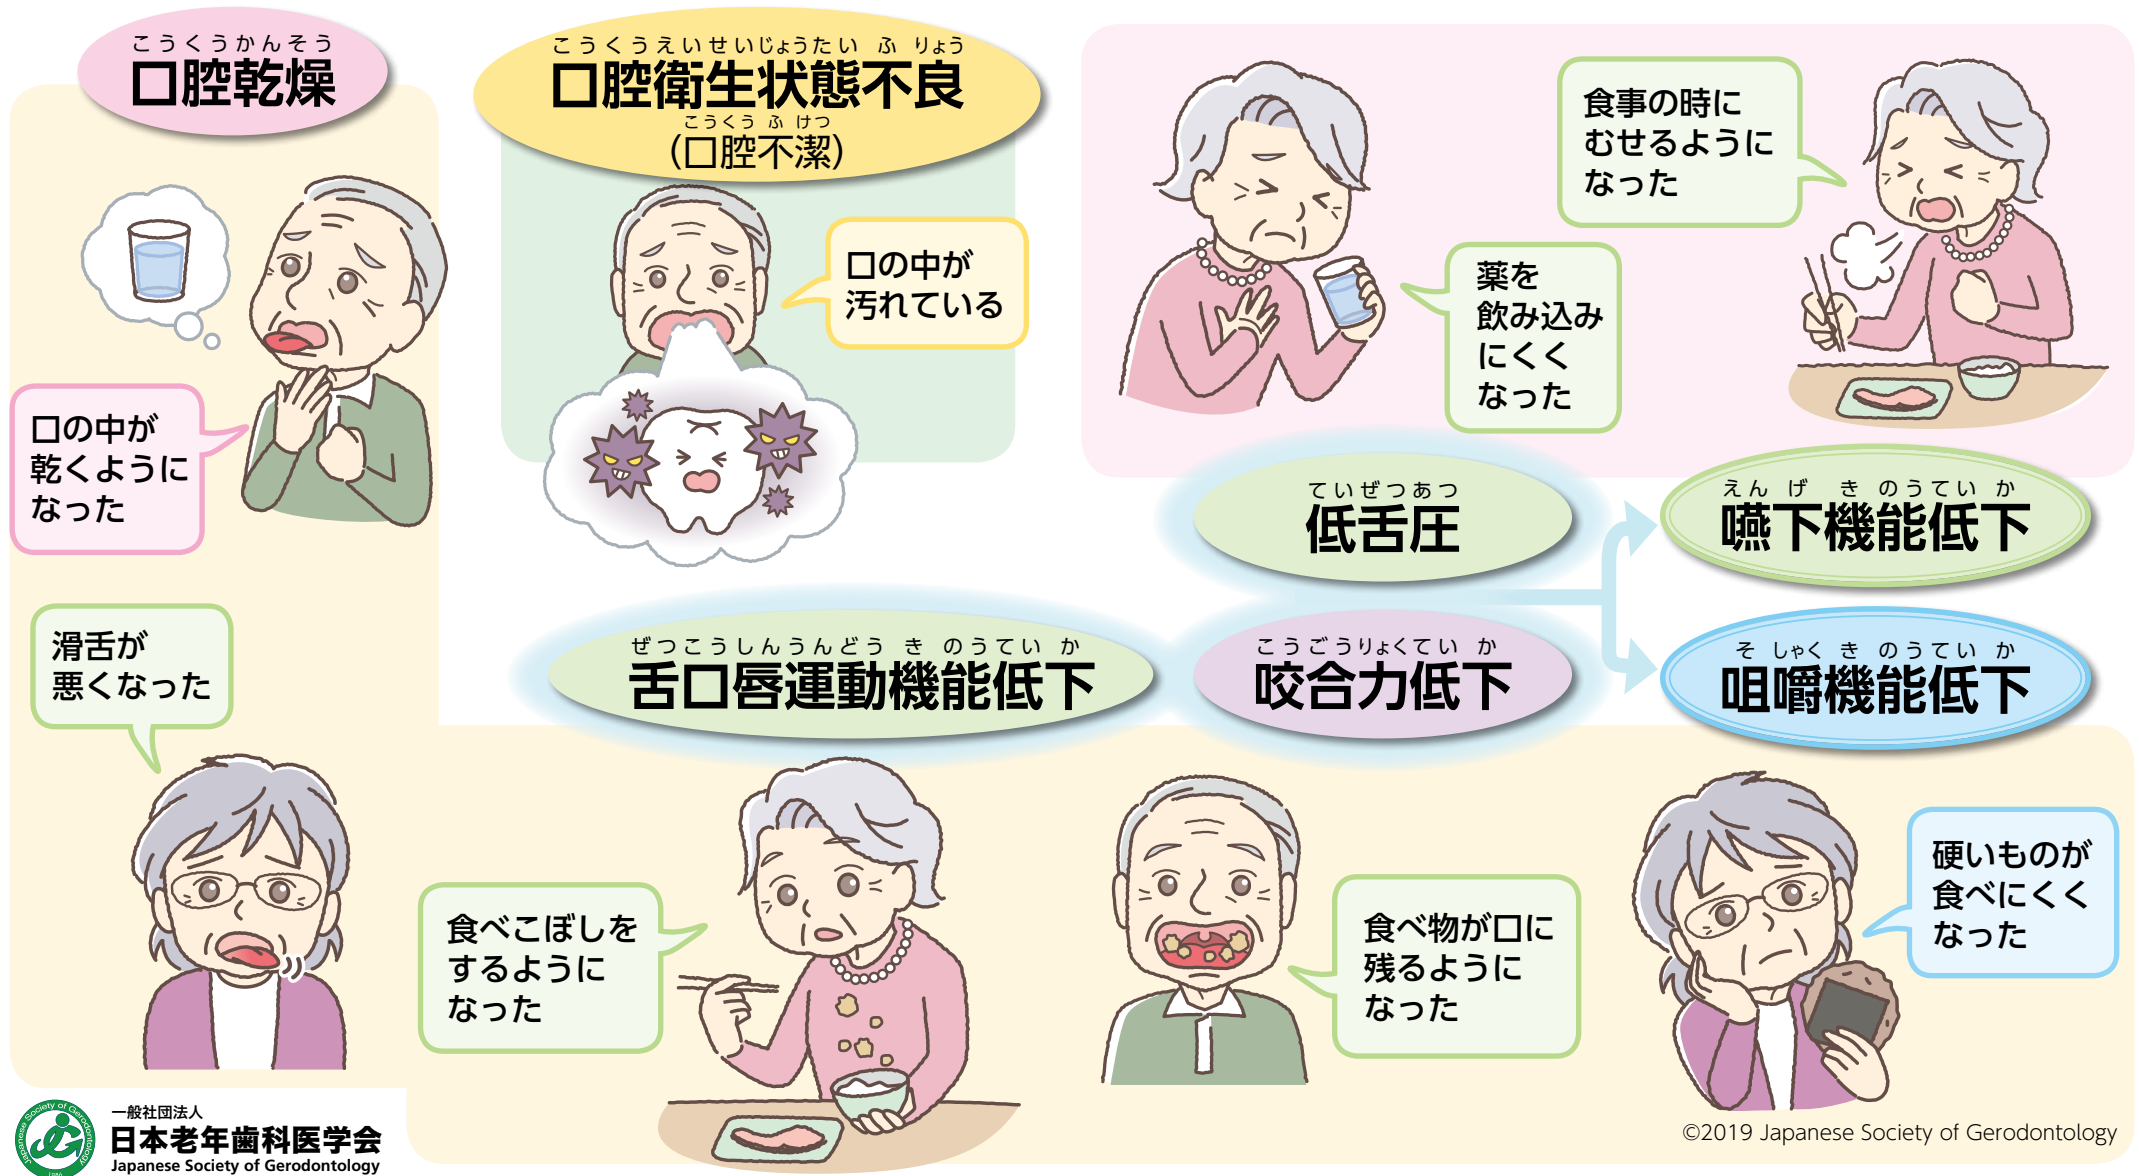 こうくうかんそう
口腔乾燥
こうくうえいせいじょうたいふりょう
口腔衛生状態不良
こうくうふけつ
(口腔不潔)
口の中が
乾くように
なった
口の中が
汚れている
薬を
飲み込み
にくく
なった
食事の時に
むせるように
なった
ていぜつあつ
低舌圧
えんげきのうていか
嚥下機能低下
ぜつこうしんうんどうきのうていか
舌口唇運動機能低下
こうごうりょくていか
咬合力低下
そしゃくきのうていか
咀嚼機能低下
滑舌が
悪くなった
食べこぼしを
するように
なった
食べ物が口に
残るように
なった
硬いものが
食べにくく
なった
Japanese Society of Gerodontology
1986
一般社団法人
日本老年歯科医学会
Japanese Society of Gerodontology
©2019 Japanese Society of Gerodontology